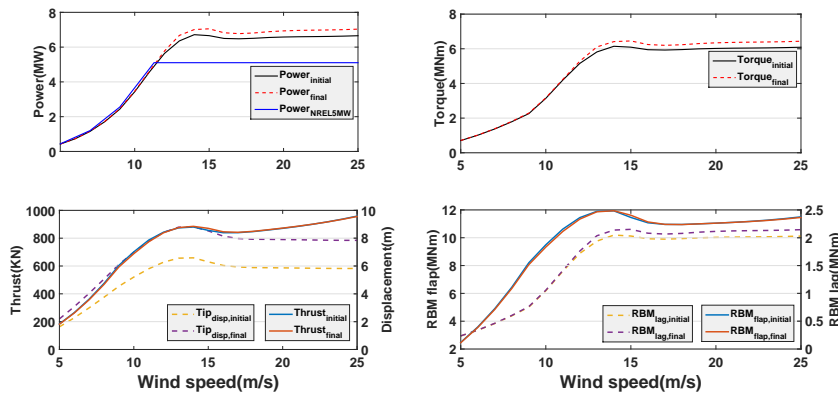 8
6
4
2
0
Power(MW)
Power_initial
Power_final
Power_NREL5MW
5
10
15
20
25
8
6
4
2
0
Torque(MNm)
Torque_initial
Torque_final
5
10
15
20
25
1000
800
600
400
200
0
Thrust(KN)
10
8
6
4
2
0
Displacement(m)
Tip_disp,initial
Tip_disp,final
Thrust_initial
Thrust_final
5
10
15
20
25
Wind speed(m/s)
12
10
8
6
4
2
RBM flap(MNm)
2.5
2
1.5
1
0.5
0
RBM lag(MNm)
RBM_lag,initial
RBM_lag,final
RBM_flap,initial
RBM_flap,final
5
10
15
20
25
Wind speed(m/s)